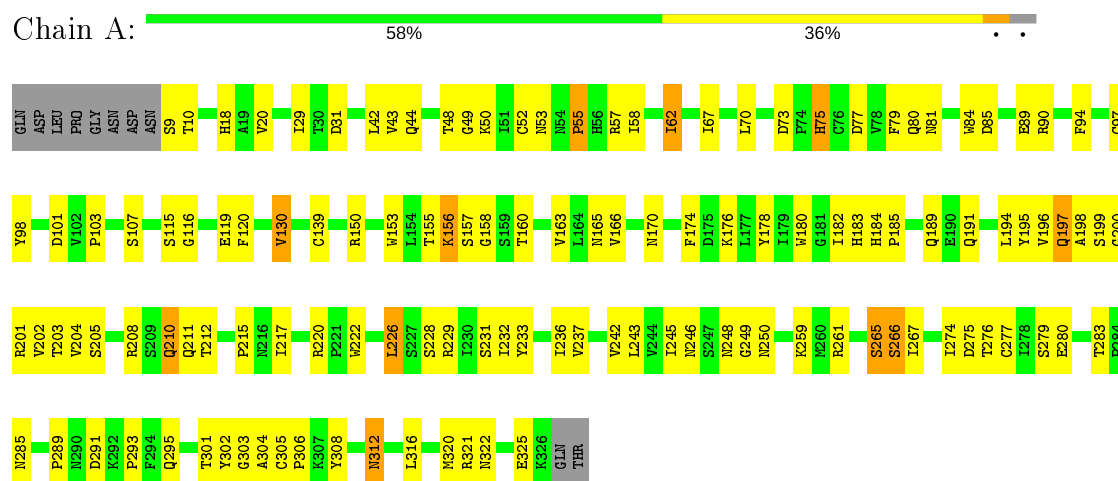 Chain A:
58% 36% • •
GLN ASP LEU PRO GLY ASN ASP ASN S9 T10 H18 A19 V20 I29 T30 D31 L42 V43 Q44 T48 G49 K50 I51 C52 N53 N54 P55 H56 R57 I58 I62 I67 L70 D73 P74 H75 C76 D77 V78 F79 Q80 N81 W84 D85 E89 R90 F94
Y98 D101 V102 P103 S107 S115 G116 E119 F120 V130 C139 R150 W153 L154 T155 K156 S157 G158 S159 T160 V163 L164 N165 V166 N170 F174 D175 K176 L177 Y178 I179 W180 G181 I182 H183 H184 P185 Q189 E190 Q191 L194 Y195 V196 Q197 A198 S199
R201 V202 T203 V204 S205 R208 S209 Q210 Q211 T212 P215 N216 I217 R220 P221 W222 L226 S227 S228 R229 I230 S231 I232 Y233 I236 V237 V242 L243 V244 I245 N246 S247 N248 G249 N250 K259 M260 R261 S265 S266 I267 I274 D275 T276 C277 I278 S279 E280 T283
N285 P289 N290 D291 K292 P293 F294 Q295 T301 Y302 G303 A304 C305 P306 K307 Y308 N312 L316 M320 R321 N322 E325 K326 GLN THR